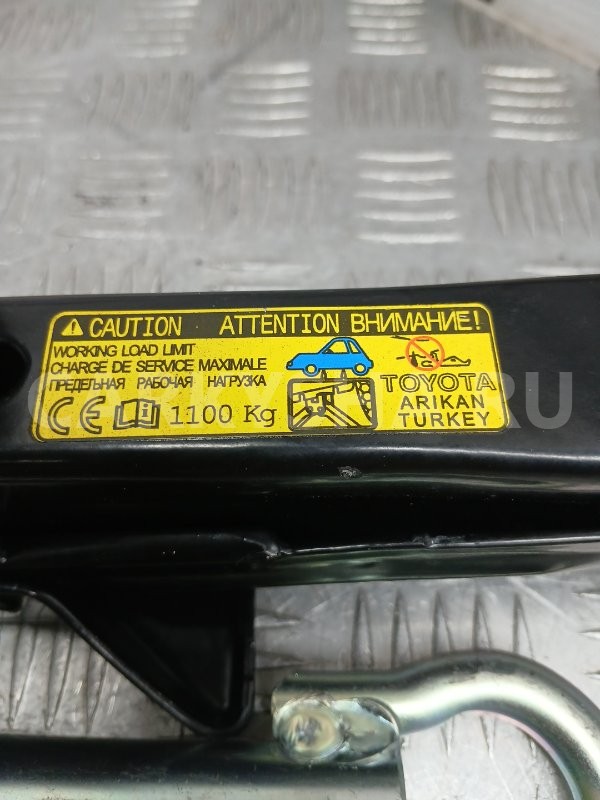 CAUTION ATTENTION ВНИМАНИЕ!
WORKING LOAD LIMIT
CHARGE DE SERVICE MAXIMALE
ПРЕДЕЛЬНАЯ РАБОЧАЯ НАГРУЗКА
CE i 1100 Kg
TOYOTA
ARIKAN
TURKEY